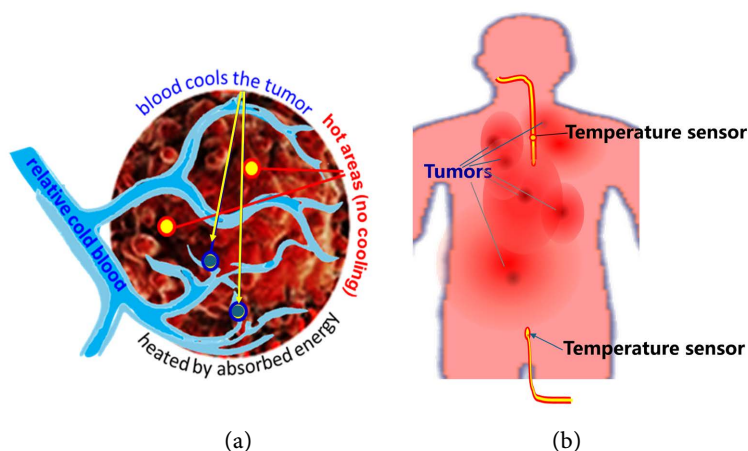 blood cools the tumor
hot areas (no cooling)
relative cold blood
heated by absorbed energy
Temperature sensor
Tumors
Temperature sensor
(a)
(b)